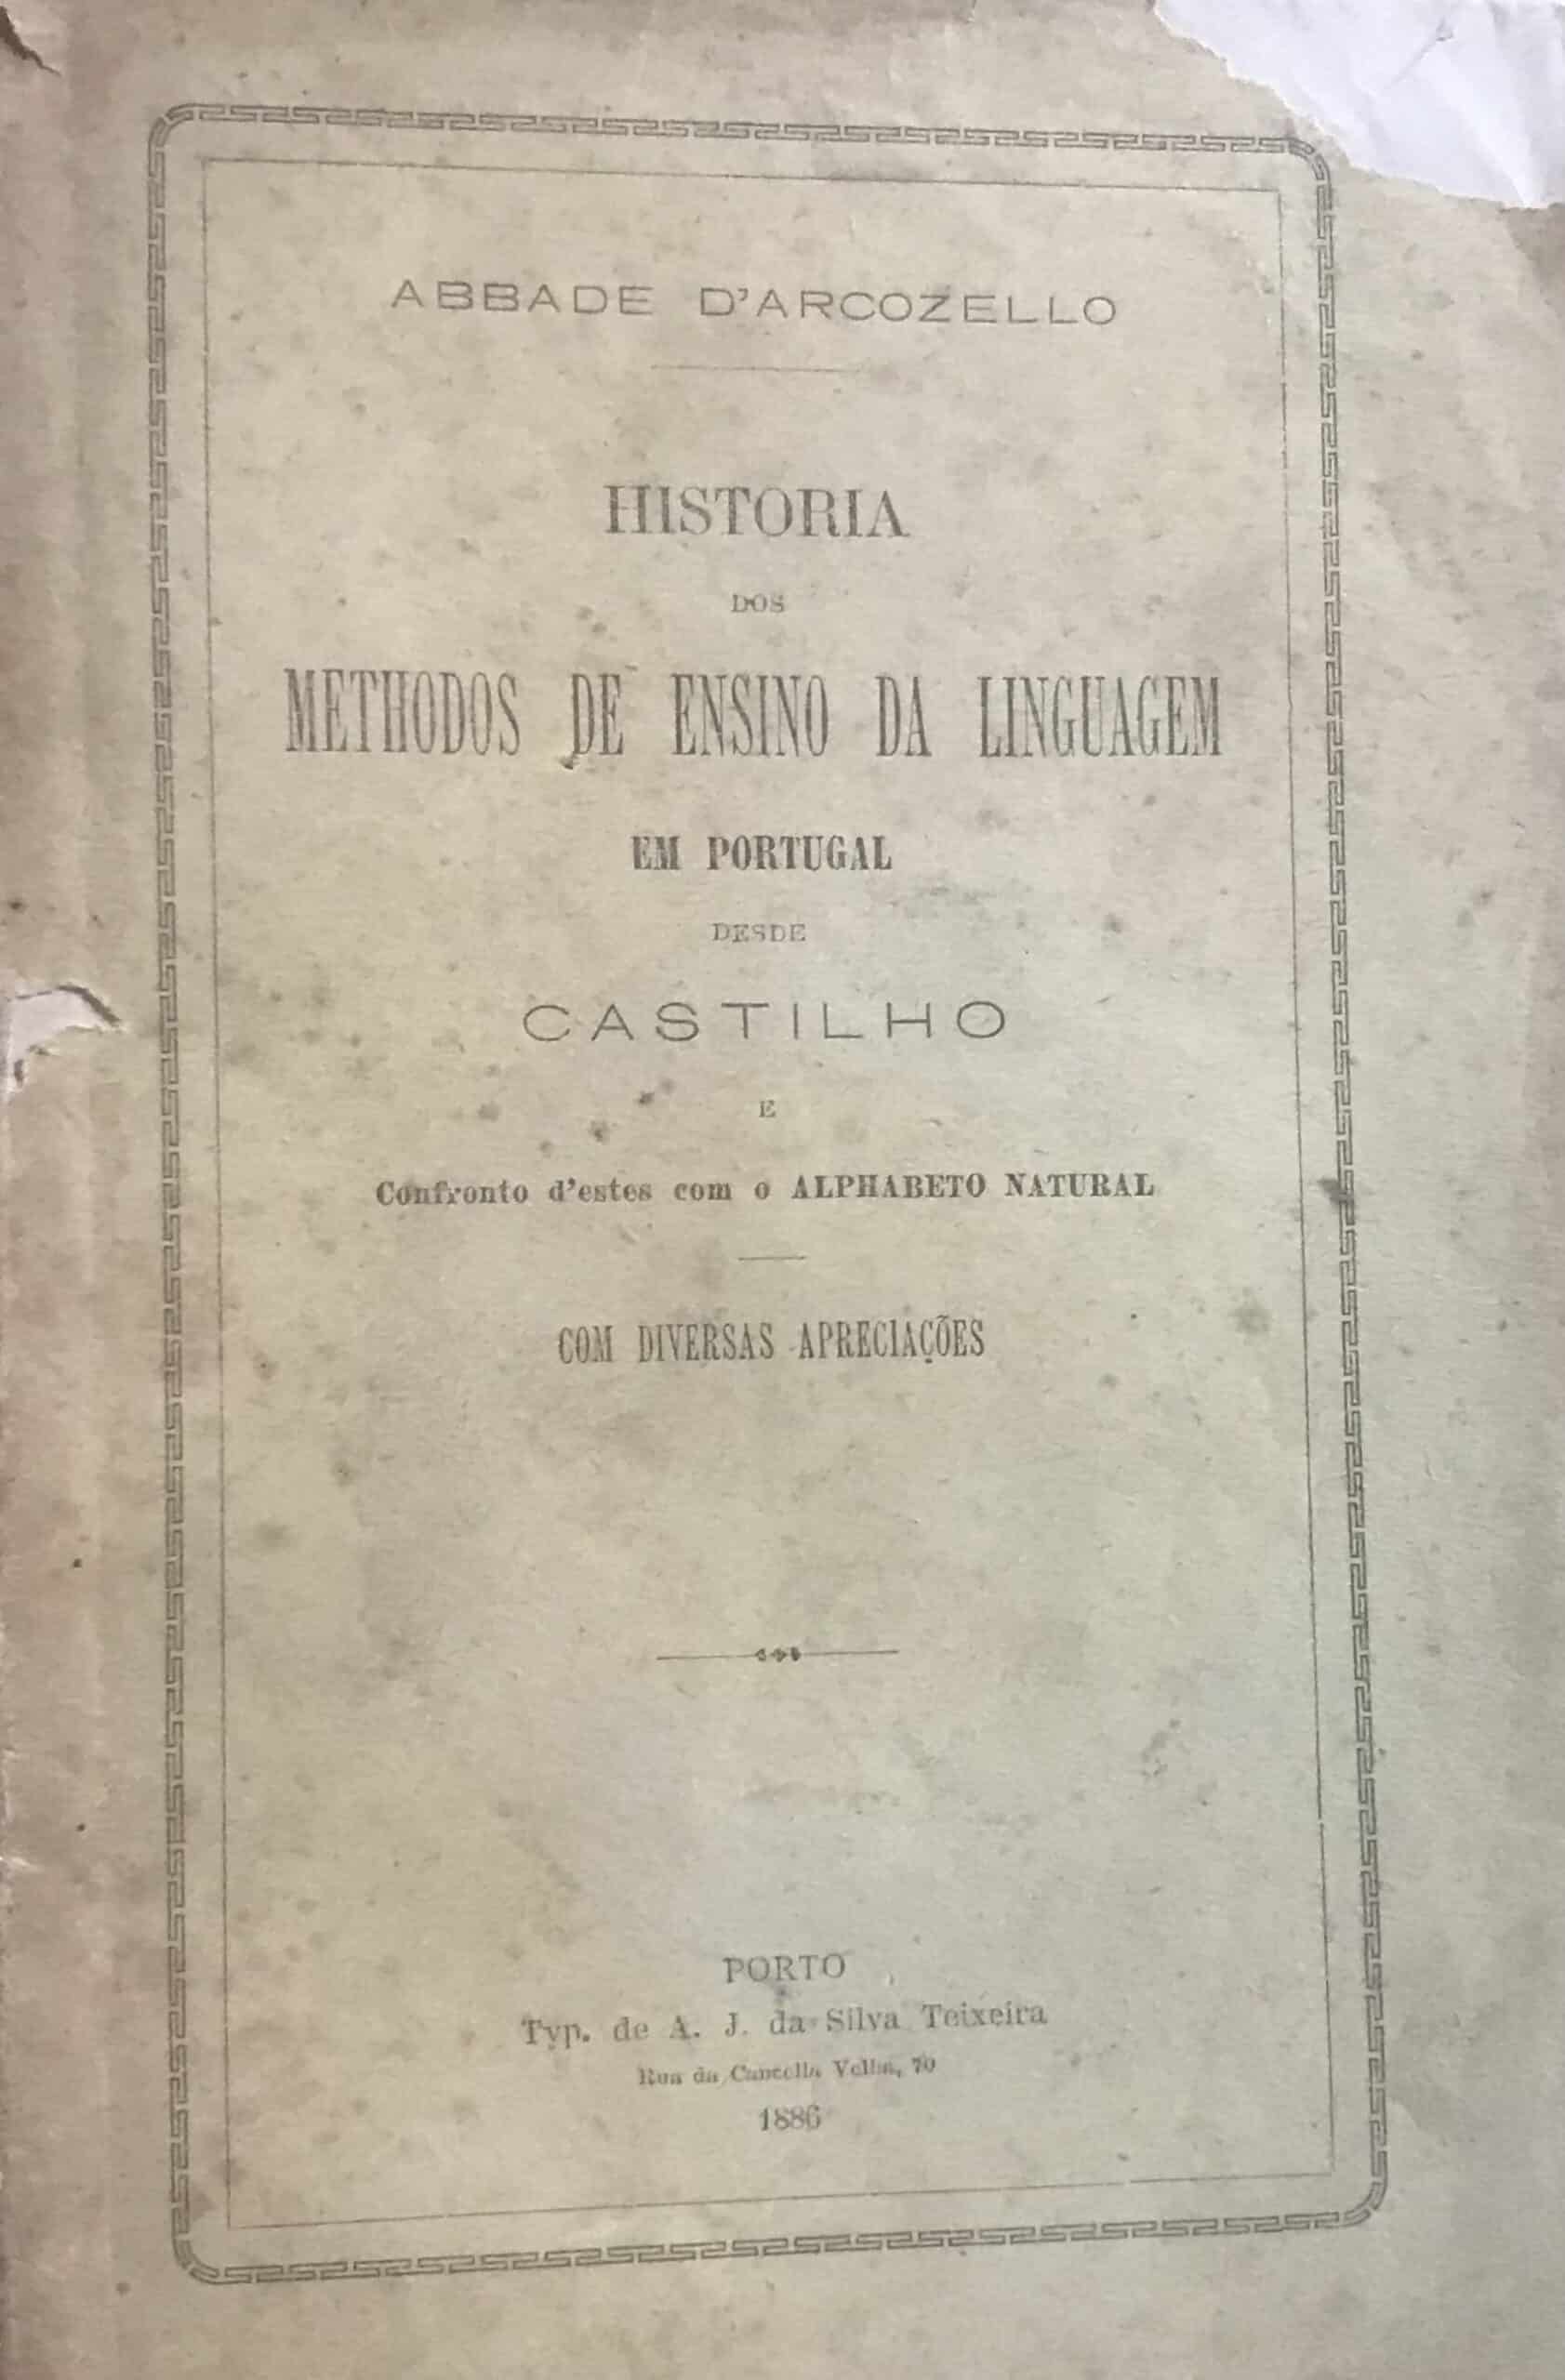 ABBADE D'ARCOZELLO
HISTORIA
DOS
METHODOS DE ENSINO DA LINGUAGEM
EM PORTUGAL
DESDE
CASTILHO
E
Confronto d'estes com o ALPHABETO NATURAL
COM DIVERSAS APRECIAÇÕES
PORTO
Typ. de A. J. da Silva Teixeira
Rua da Cancella Velha, 70
1886